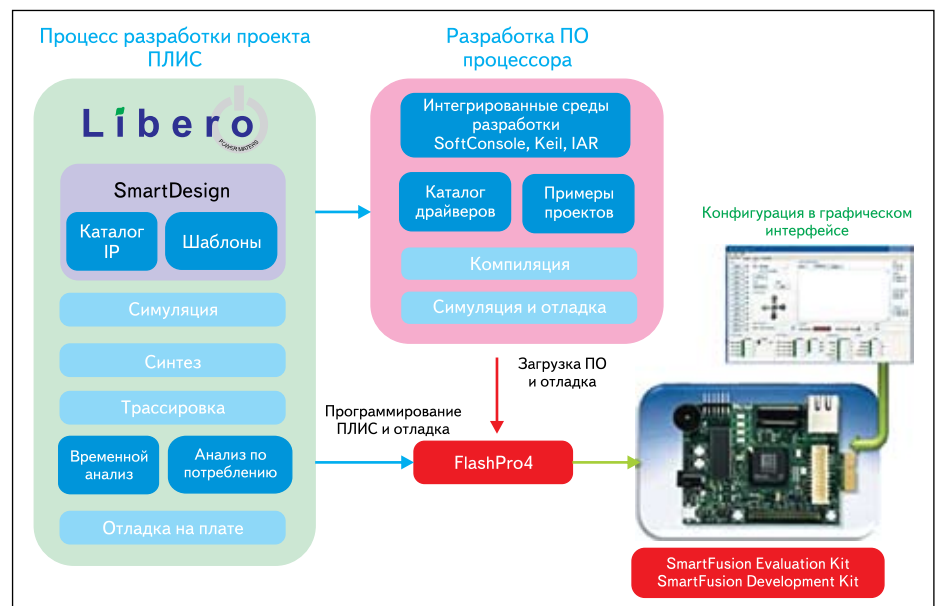 Процесс разработки проекта
ПЛИС
Libero
POWER MATERS
SmartDesign
Каталог
IP
Шаблоны
Симуляция
Синтез
Трассировка
Временной
анализ
Анализ по
потреблению
Отладка на плате
Разработка ПО
процессора
Интегрированные среды
разработки
SoftConsole, Keil, IAR
Каталог
драйверов
Примеры
проектов
Компиляция
Симуляция и отладка
Загрузка ПО
и отладка
Программирование
ПЛИС и отладка
FlashPro4
Конфигурация в графическом
интерфейсе
SmartFusion Evaluation Kit
SmartFusion Development Kit